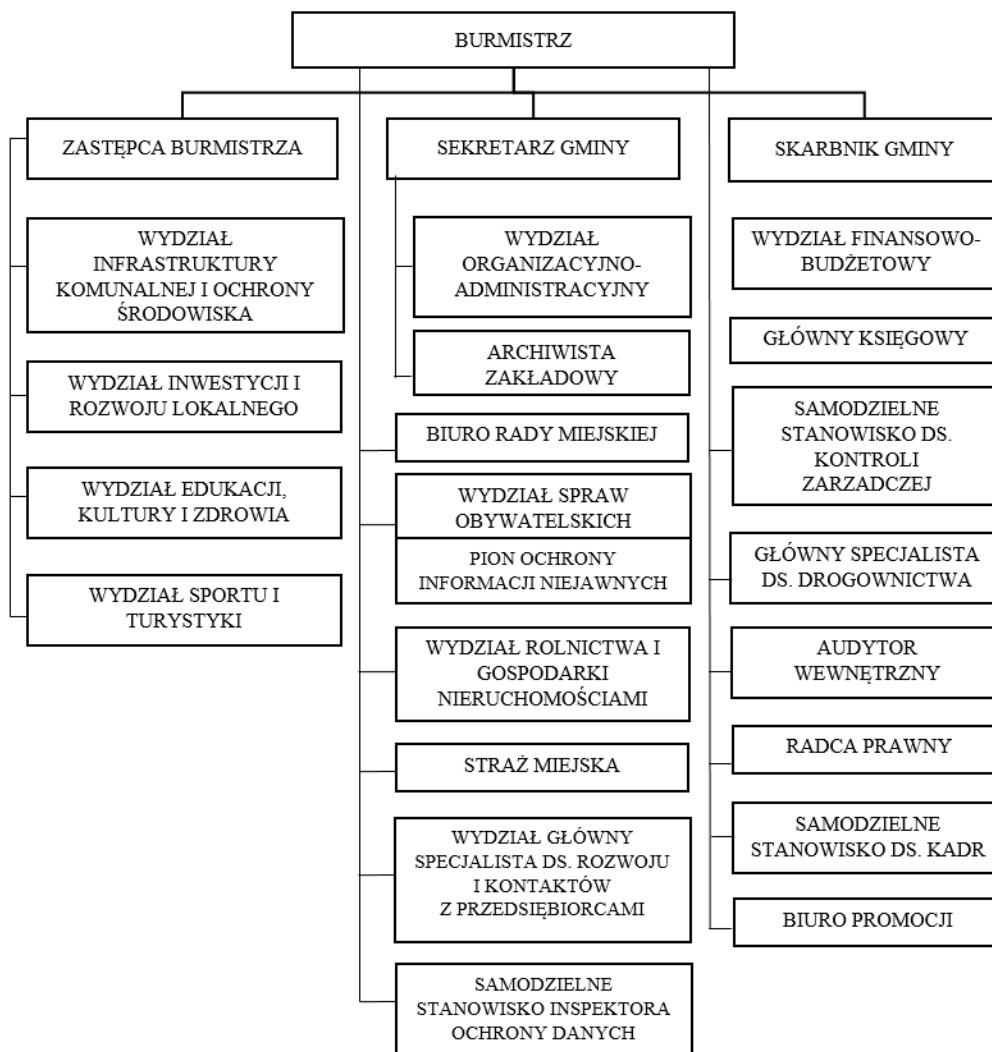 BURMISTRZ
ZASTĘPCA BURMISTRZA
WYDZIAŁ
INFRASTRUKTURY
KOMUNALNEJ I OCHRONY
ŚRODOWISKA
WYDZIAŁ INWESTYCJI I
ROZWOJU LOKALNEGO
WYDZIAŁ EDUKACJI,
KULTURY I ZDROWIA
WYDZIAŁ SPORTU I
TURYSTYKI
SEKRETARZ GMINY
WYDZIAŁ
ORGANIZACYJNO-
ADMINISTRACYJNY
ARCHIWISTA
ZAKŁADOWY
BIURO RADY MIEJSKIEJ
WYDZIAŁ SPRAW
OBYWATELSKICH
PION OCHRONY
INFORMACJI NIEJAWNYCH
WYDZIAŁ ROLNICTWA I
GOSPODARKI
NIERUCHOMOŚCIAMI
STRAŻ MIEJSKA
WYDZIAŁ GŁÓWNY
SPECJALISTA DS. ROZWOJU
I KONTAKTÓW
Z PRZEDSIĘBIORCAMI
SAMODZIELNE
STANOWISKO INSPEKTORA
OCHRONY DANYCH
SKARBNIK GMINY
WYDZIAŁ FINANSOWO-
BUDŻETOWY
GŁÓWNY KSIĘGOWY
SAMODZIELNE
STANOWISKO DS.
KONTROLI
ZARZADCZEJ
GŁÓWNY SPECJALISTA
DS. DROGOWNICTWA
AUDYTOR
WEWNĘTRZNY
RADCA PRAWNY
SAMODZIELNE
STANOWISKO DS. KADR
BIURO PROMOCJI